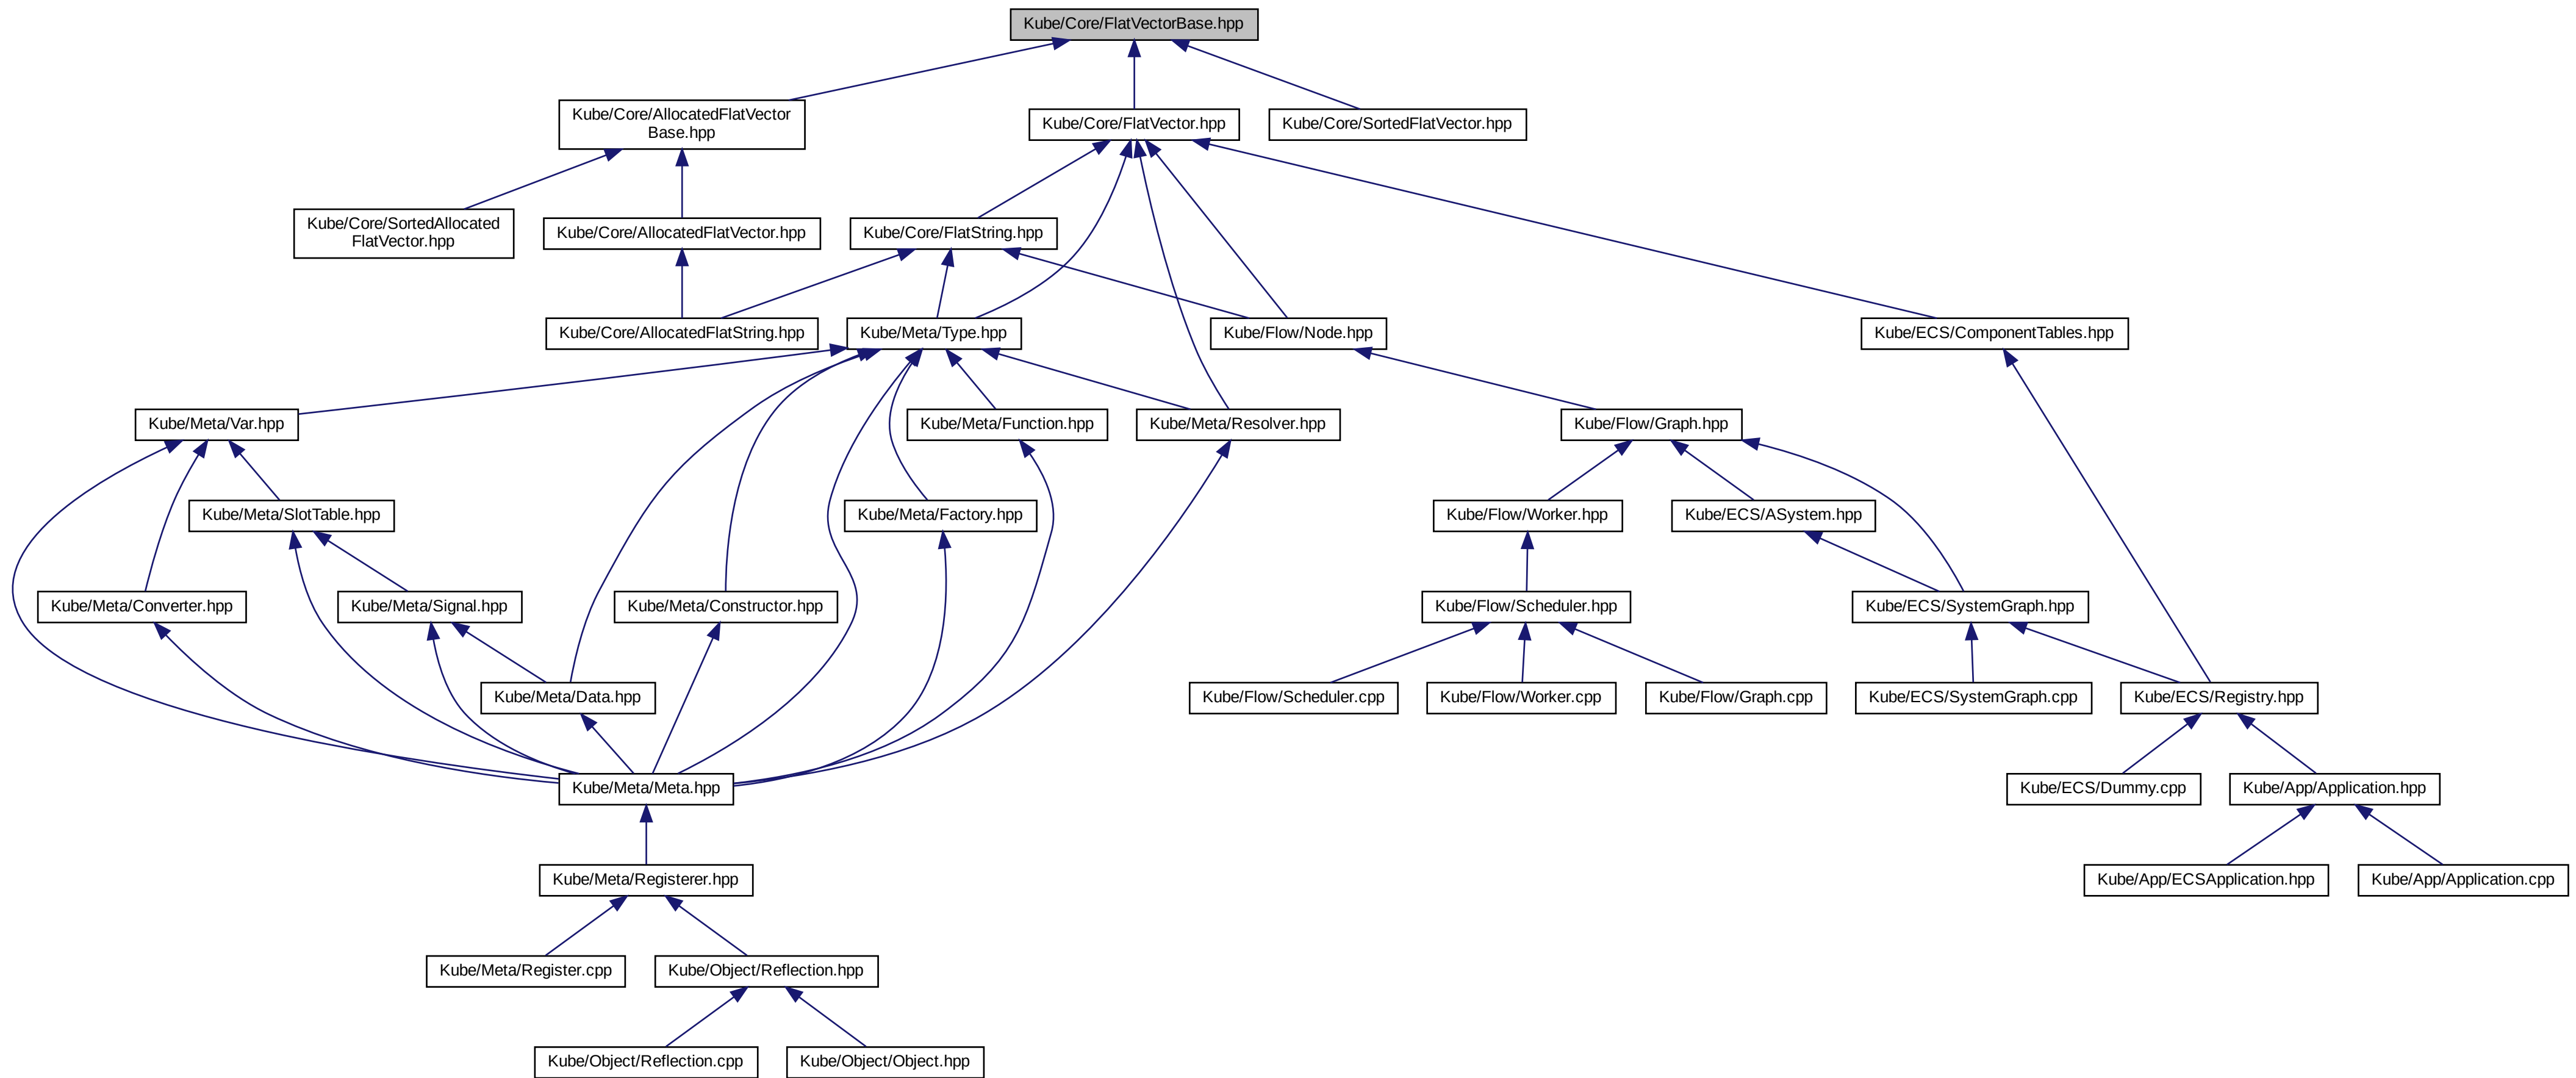 Kube/Core/FlatVectorBase.hpp
Kube/Core/AllocatedFlatVector
Base.hpp
Kube/Core/FlatVector.hpp
Kube/Core/SortedFlatVector.hpp
Kube/Core/SortedAllocated
FlatVector.hpp
Kube/Core/AllocatedFlatVector.hpp
Kube/Core/FlatString.hpp
Kube/Core/AllocatedFlatString.hpp
Kube/Meta/Type.hpp
Kube/Flow/Node.hpp
Kube/ECS/ComponentTables.hpp
Kube/Meta/Var.hpp
Kube/Meta/Function.hpp
Kube/Meta/Resolver.hpp
Kube/Flow/Graph.hpp
Kube/Meta/SlotTable.hpp
Kube/Meta/Factory.hpp
Kube/Flow/Worker.hpp
Kube/ECS/ASystem.hpp
Kube/Meta/Converter.hpp
Kube/Meta/Signal.hpp
Kube/Meta/Constructor.hpp
Kube/Flow/Scheduler.hpp
Kube/ECS/SystemGraph.hpp
Kube/Meta/Data.hpp
Kube/Flow/Scheduler.cpp
Kube/Flow/Worker.cpp
Kube/Flow/Graph.cpp
Kube/ECS/SystemGraph.cpp
Kube/ECS/Registry.hpp
Kube/Meta/Meta.hpp
Kube/ECS/Dummy.cpp
Kube/App/Application.hpp
Kube/Meta/Registerer.hpp
Kube/App/ECSApplication.hpp
Kube/App/Application.cpp
Kube/Meta/Register.cpp
Kube/Object/Reflection.hpp
Kube/Object/Reflection.cpp
Kube/Object/Object.hpp